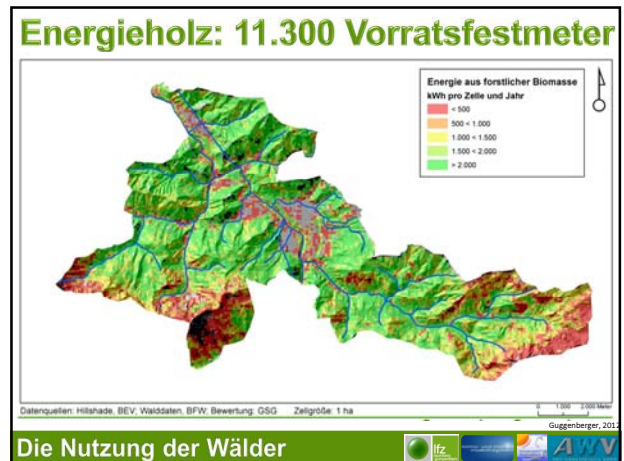 Energieholz: 11.300 Vorratsfestmeter
Energie aus forstlicher Biomasse
kWh pro Zelle und Jahr
< 500
500 < 1.000
1.000 < 1.500
1.500 < 2.000
> 2.000
Datenquellen: Hillshade, BEV; Walddaten, BFW; Bewertung: GSG Zellgröße: 1 ha
0 1.000 2.000 Meter
Guggenberger, 2012
Die Nutzung der Wälder
lfz
AWV